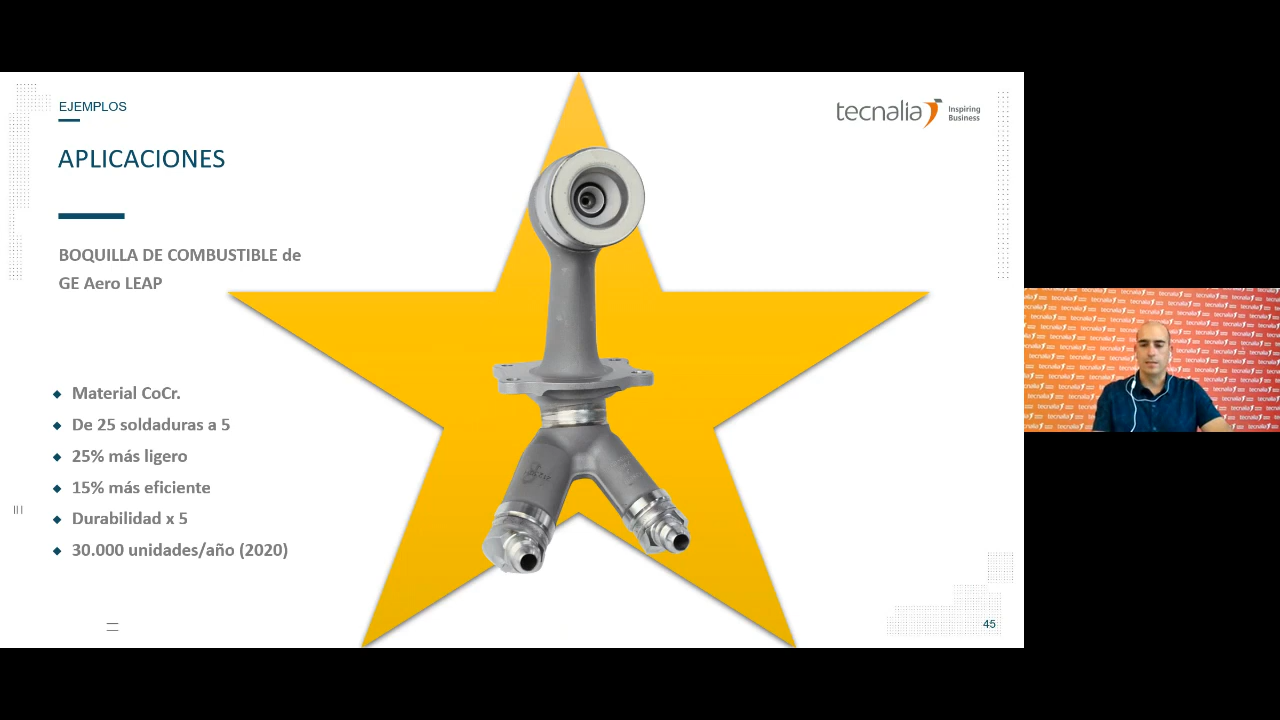 EJEMPLOS
tecnalia Inspiring
Business
APLICACIONES
BOQUILLA DE COMBUSTIBLE de
GE Aero LEAP
Material CoCr.
De 25 soldaduras a 5
25% más ligero
15% más eficiente
Durabilidad x 5
30.000 unidades/año (2020)
45